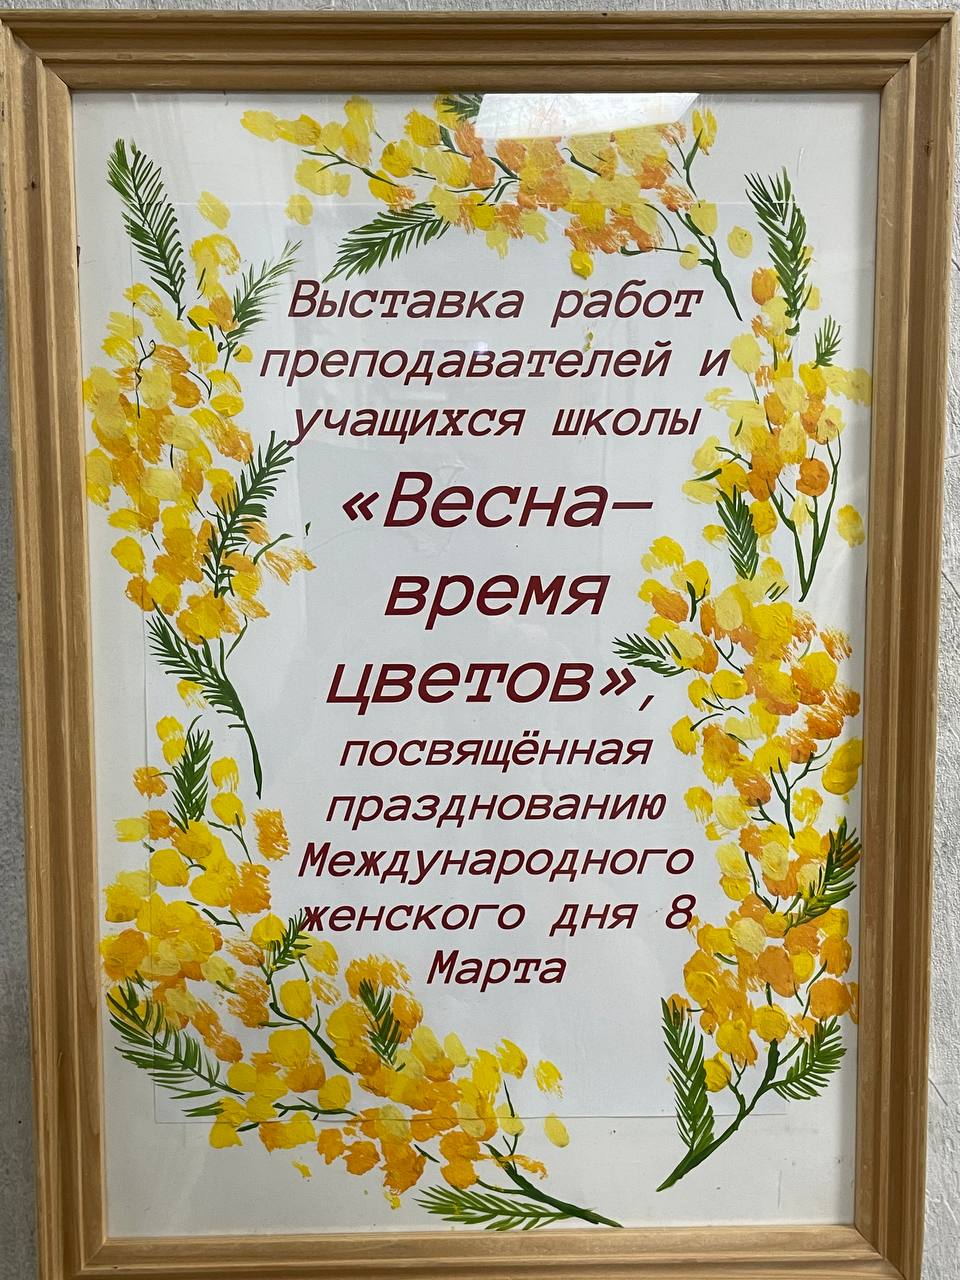 Выставка работ
преподавателей и
учащихся школы
«Весна—
время
цветов»,
посвящённая
празднованию
Международного
женского дня 8
Марта